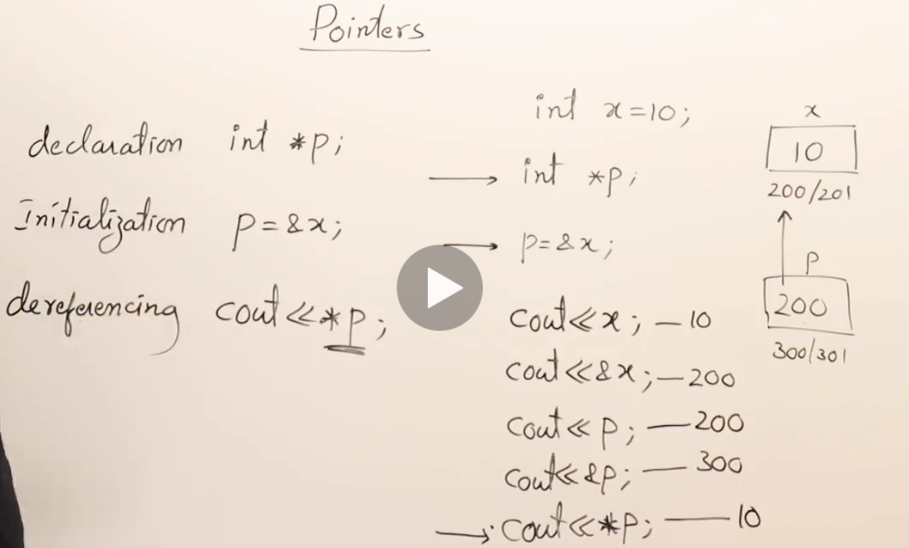 Pointers
declaration int *p;
Initialization p=&x;
dereferencing cout<<*p;
int x=10;
int *p;
p=&x;
cout<<x; — 10
cout<<&x; — 200
cout<<p; — 200
cout<<&p; — 300
cout<<*p; — 10
x
10
200/201
p
200
300/301